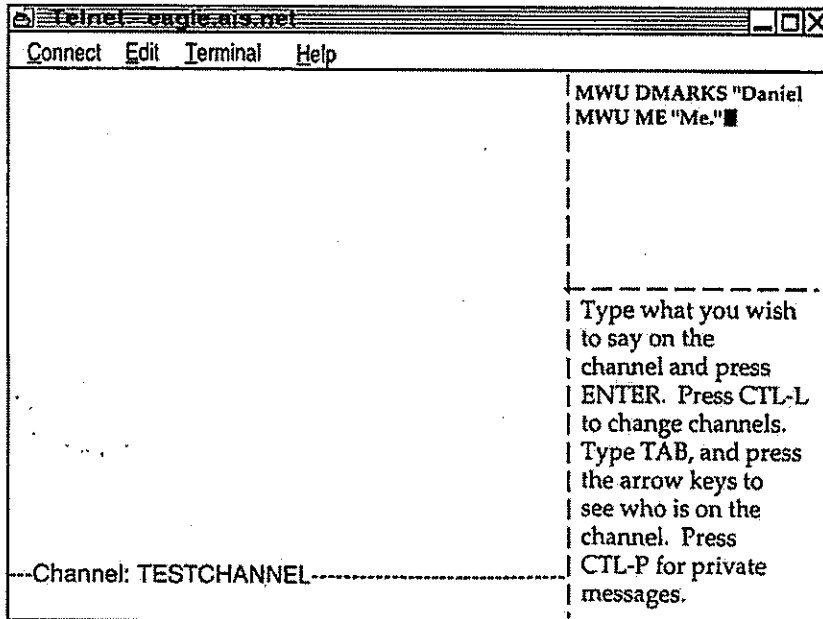 Telnet - eagle.ais.net
Connect Edit Terminal Help
MWU DMARKS "Daniel
MWU ME "Me."
Type what you wish
to say on the
channel and press
ENTER. Press CTL-L
to change channels.
Type TAB, and press
the arrow keys to
see who is on the
channel. Press
CTL-P for private
messages.
---Channel: TESTCHANNEL---